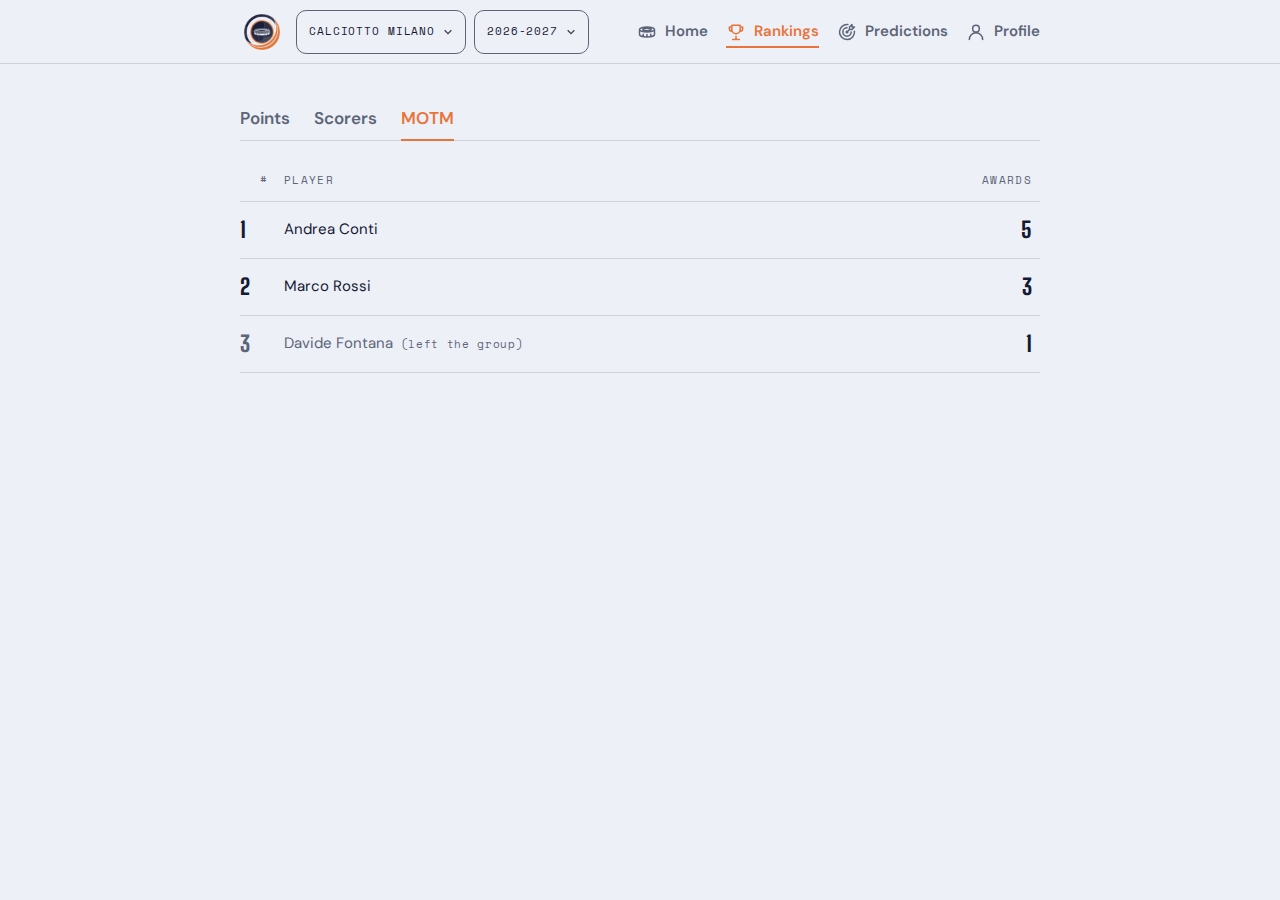 CALCIOTTO MILANO 2026-2027 Home Rankings Predictions Profile
Points Scorers MOTM
# PLAYER AWARDS
1 Andrea Conti 5
2 Marco Rossi 3
3 Davide Fontana (left the group) 1